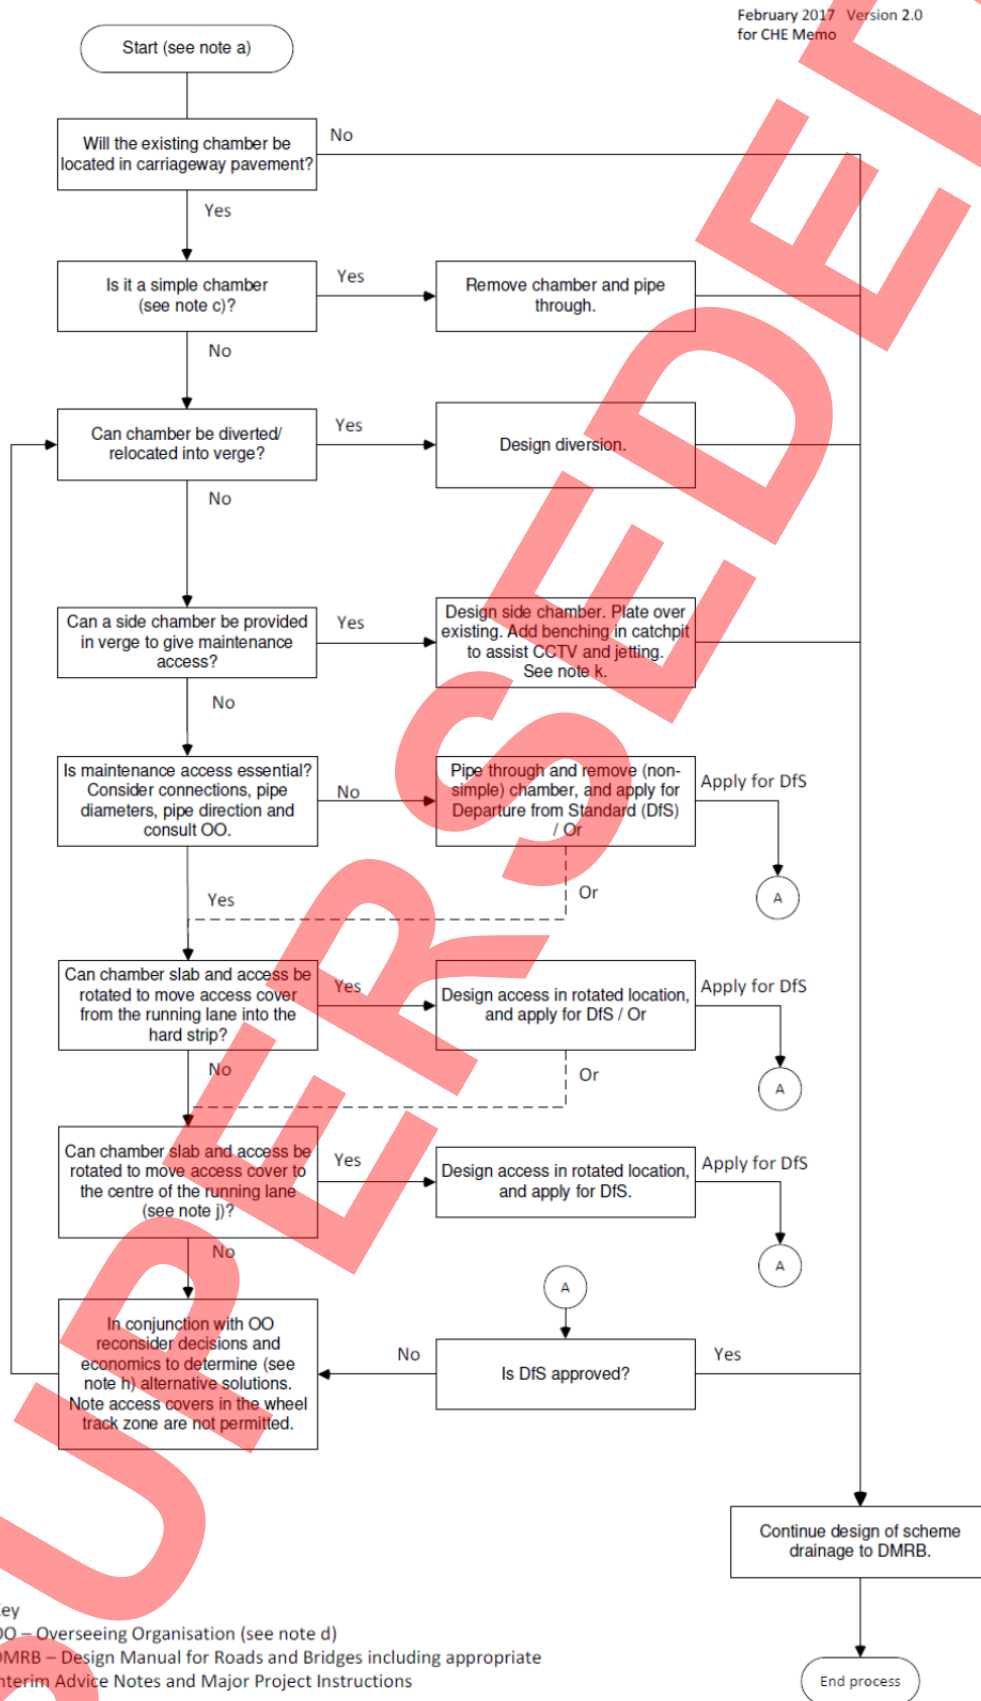 February 2017   Version 2.0
for CHE Memo
Start (see note a)
Will the existing chamber be
located in carriageway pavement?
No
Yes
Is it a simple chamber
(see note c)?
Yes
Remove chamber and pipe
through.
No
Can chamber be diverted/
relocated into verge?
Yes
Design diversion.
No
Can a side chamber be provided
in verge to give maintenance
access?
Yes
Design side chamber. Plate over
existing. Add benching in catchpit
to assist CCTV and jetting.
See note k.
No
Is maintenance access essential?
Consider connections, pipe
diameters, pipe direction and
consult OO.
No
Pipe through and remove (non-
simple) chamber, and apply for
Departure from Standard (DfS)
/ Or
Apply for DfS
A
Or
Yes
Can chamber slab and access be
rotated to move access cover
from the running lane into the
hard strip?
Yes
Design access in rotated location,
and apply for DfS / Or
Apply for DfS
A
Or
No
Can chamber slab and access be
rotated to move access cover to
the centre of the running lane
(see note j)?
Yes
Design access in rotated location,
and apply for DfS.
Apply for DfS
A
No
A
In conjunction with OO
reconsider decisions and
economics to determine (see
note h) alternative solutions.
Note access covers in the wheel
track zone are not permitted.
No
Is DfS approved?
Yes
Continue design of scheme
drainage to DMRB.
End process
ey
OO – Overseeing Organisation (see note d)
DMRB – Design Manual for Roads and Bridges including appropriate
nterim Advice Notes and Major Project Instructions
SUPERSEDED